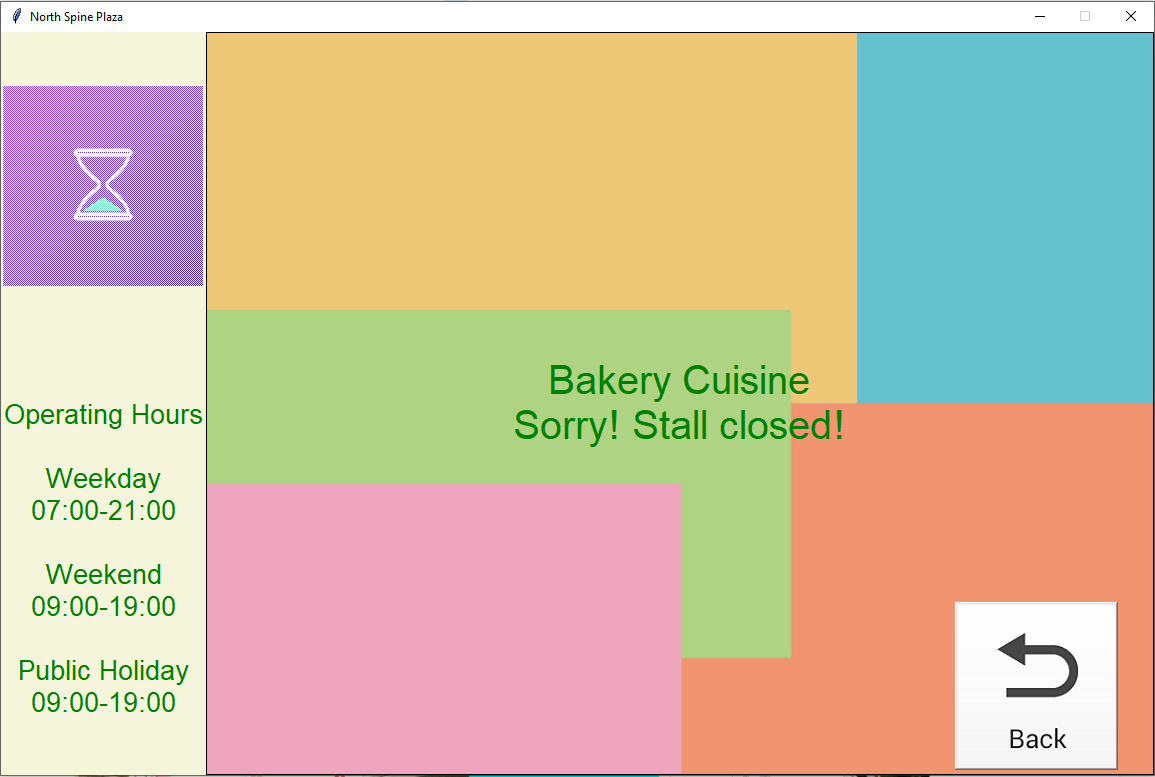 North Spine Plaza
Operating Hours
Weekday
07:00-21:00
Weekend
09:00-19:00
Public Holiday
09:00-19:00
Bakery Cuisine
Sorry! Stall closed!
Back